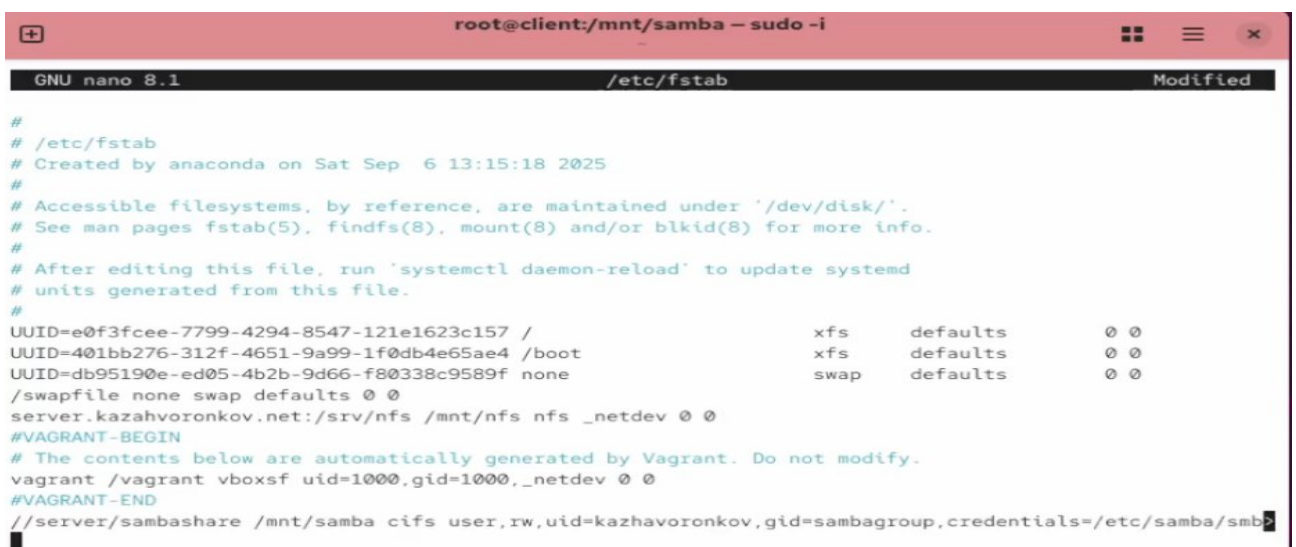 root@client:/mnt/samba — sudo -i
~
GNU nano 8.1 /etc/fstab Modified
#
# /etc/fstab
# Created by anaconda on Sat Sep  6 13:15:18 2025
#
# Accessible filesystems, by reference, are maintained under '/dev/disk/'.
# See man pages fstab(5), findfs(8), mount(8) and/or blkid(8) for more info.
#
# After editing this file, run 'systemctl daemon-reload' to update systemd
# units generated from this file.
#
UUID=e0f3fcee-7799-4294-8547-121e1623c157 / xfs defaults 0 0
UUID=401bb276-312f-4651-9a99-1f0db4e65ae4 /boot xfs defaults 0 0
UUID=db95190e-ed05-4b2b-9d66-f80338c9589f none swap defaults 0 0
/swapfile none swap defaults 0 0
server.kazahvoronkov.net:/srv/nfs /mnt/nfs nfs _netdev 0 0
#VAGRANT-BEGIN
# The contents below are automatically generated by Vagrant. Do not modify.
vagrant /vagrant vboxsf uid=1000,gid=1000,_netdev 0 0
#VAGRANT-END
//server/sambashare /mnt/samba cifs user,rw,uid=kazhavoronkov,gid=sambagroup,credentials=/etc/samba/smb>